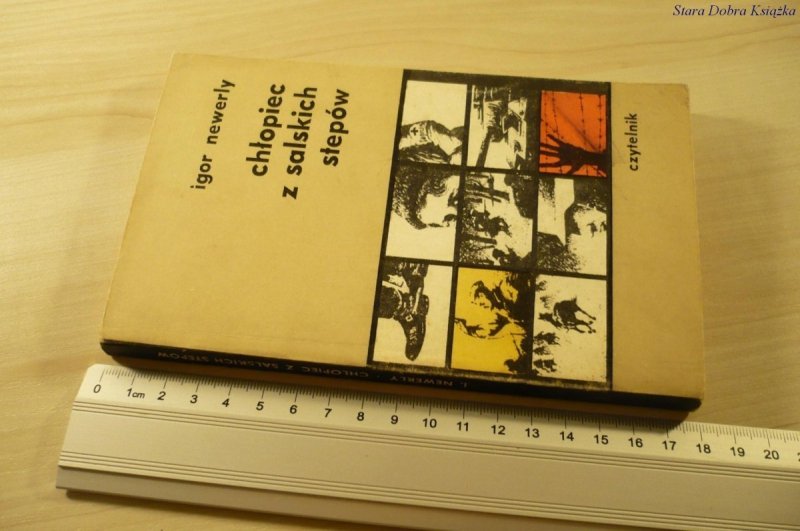 Stara Dobra Książka
igor newerly
chłopiec
z salskich
stepów
czytelnik
I. NEWERLY · CHŁOPIEC Z SALSKICH STEPÓW
0 1cm 2 3 4 5 6 7 8 9 10 11 12 13 14 15 16 17 18 19 20